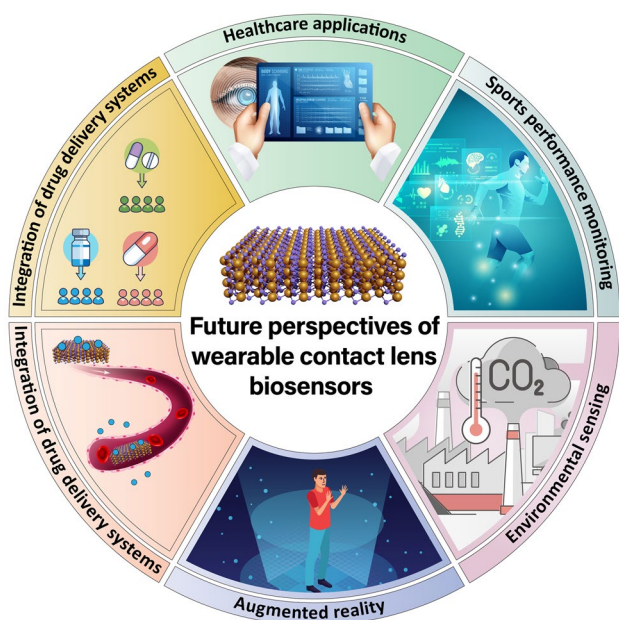 Healthcare applications
Sports performance monitoring
Environmental sensing
Augmented reality
Integration of drug delivery systems
Integration of drug delivery systems
CO₂
Future perspectives of
wearable contact lens
biosensors